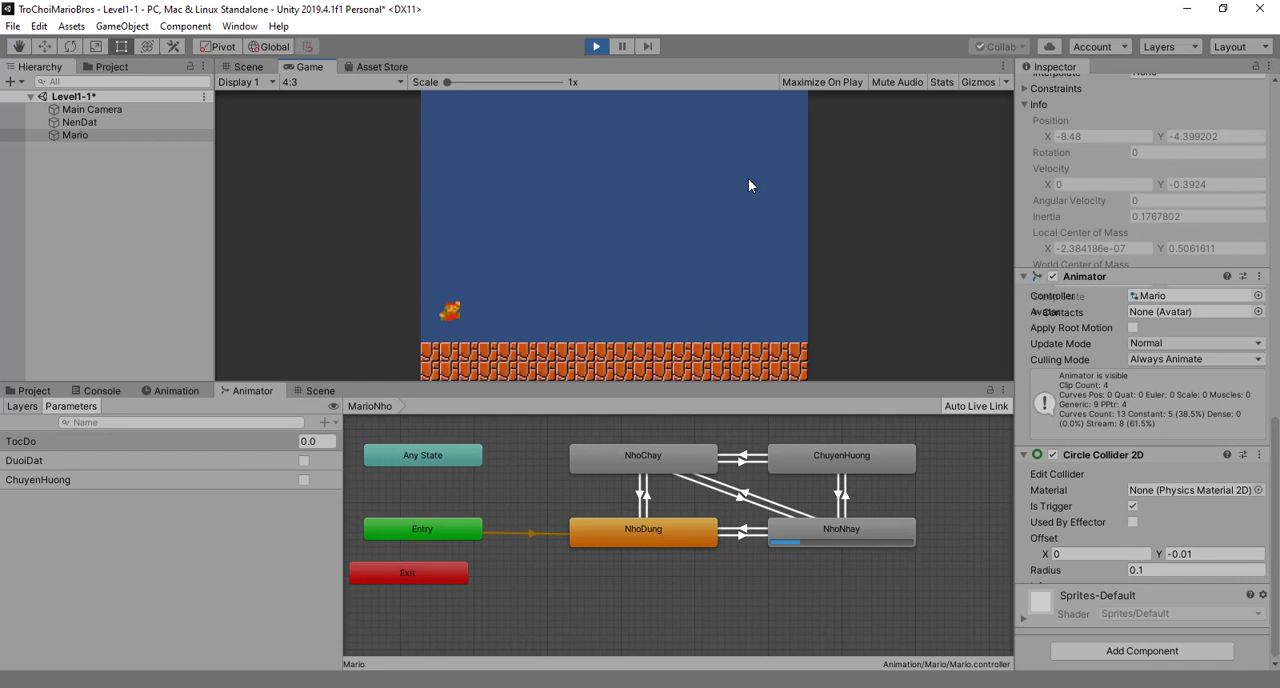 TroChoiMarioBros - Level1-1 - PC, Mac & Linux Standalone - Unity 2019.4.1f1 Personal* <DX11>
File Edit Assets GameObject Component Window Help
Pivot Global Collab Account Layers Layout
Hierarchy Project
All
Level1-1*
Main Camera
NenDat
Mario
Scene Game Asset Store
Display 1 4:3 Scale 1x Maximize On Play Mute Audio Stats Gizmos
Inspector
Constraints
Info
Position
X -8.48 Y -4.399202
Rotation 0
Velocity
X 0 Y -0.3924
Angular Velocity 0
Inertia 0.1767802
Local Center of Mass
X -2.384186e-07 Y 0.5061611
World Center of Mass
Animator
Controller Mario
Avatar None (Avatar)
Contacts
Apply Root Motion
Update Mode Normal
Culling Mode Always Animate
Animator is visible
Clip Count: 4
Curves Pos: 0 Quat: 0 Euler: 0 Scale: 0 Muscles: 0
Generic: 9 PPtr: 4
Curves Count: 13 Constant: 5 (38.5%) Dense: 0
(0.0%) Stream: 8 (61.5%)
Circle Collider 2D
Edit Collider
Material None (Physics Material 2D)
Is Trigger
Used By Effector
Offset
X 0 Y -0.01
Radius 0.1
Sprites-Default
Shader Sprites/Default
Add Component
Project Console Animation Animator Scene
Layers Parameters
Name
TocDo 0.0
DuoiDat
ChuyenHuong
MarioNho Auto Live Link
Any State
NhoChay
ChuyenHuong
Entry
NhoDung
NhoNhay
Exit
Mario Animation/Mario/Mario.controller